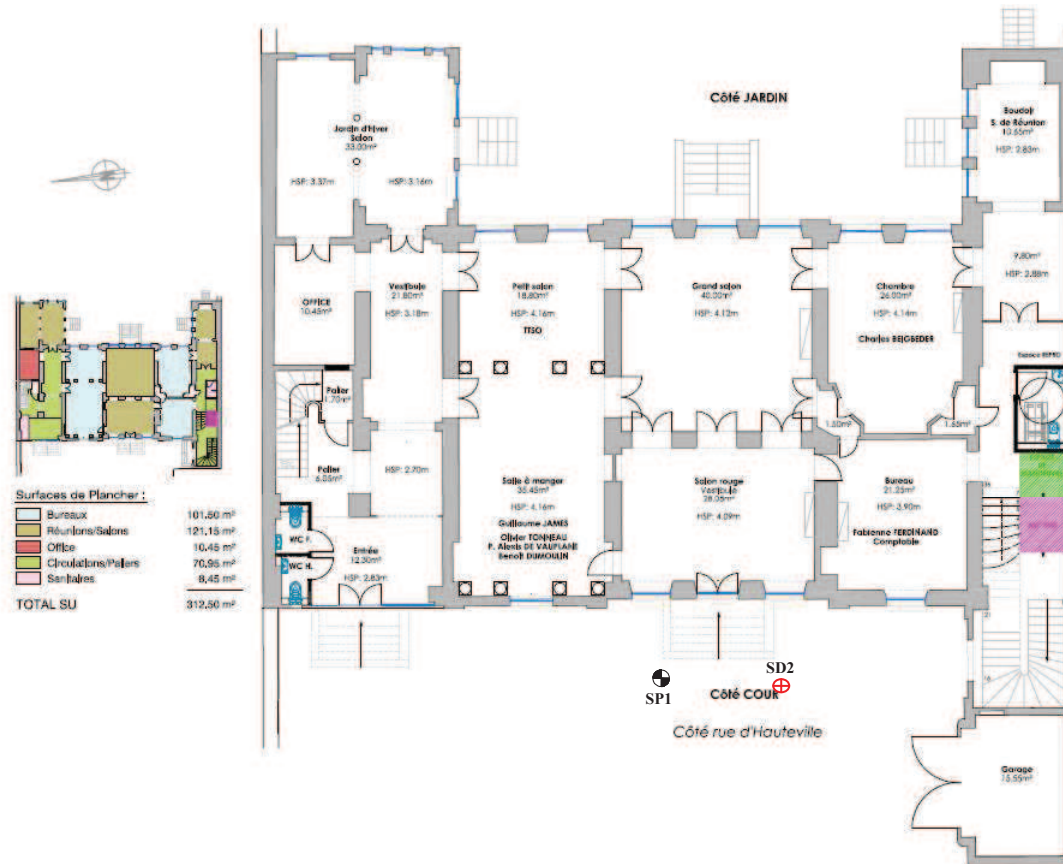 Côté JARDIN
Boudoir
S. de Réunion
10.65m²
HSP: 2.83m
Jardin d'hiver
Salon
33.00m²
HSP: 3.37m
HSP: 3.16m
9.80m²
HSP: 2.88m
OFFICE
10.45m²
Vestibule
21.80m²
HSP: 3.18m
Petit salon
18.80m²
HSP: 4.16m
TTSO
Grand salon
40.00m²
HSP: 4.12m
Chambre
26.00m²
HSP: 4.14m
Charles BEIGBEDER
Espace REPRO
Palier
1.70m²
1.50m²
1.65m²
Palier
6.05m²
HSP: 2.70m
Salle à manger
35.45m²
HSP: 4.16m
Guillaume JAMES
Olivier TONNEAU
P. Alexis DE VAUPLANE
Benoit DUMOULIN
Salon rouge
Vestibule
28.05m²
HSP: 4.09m
Bureau
21.25m²
HSP: 3.90m
Fabienne FERDINAND
Comptable
WC F.
WC H.
Entrée
12.30m²
HSP: 2.83m
Surfaces de Plancher :
Bureaux 101.50 m²
Réunions/Salons 121.15 m²
Office 10.45 m²
Circulations/Paliers 70.95 m²
Sanitaires 8,45 m²
TOTAL SU 312.50 m²
SP1
SD2
Côté COUR
Côté rue d'Hauteville
Garage
15.55m²